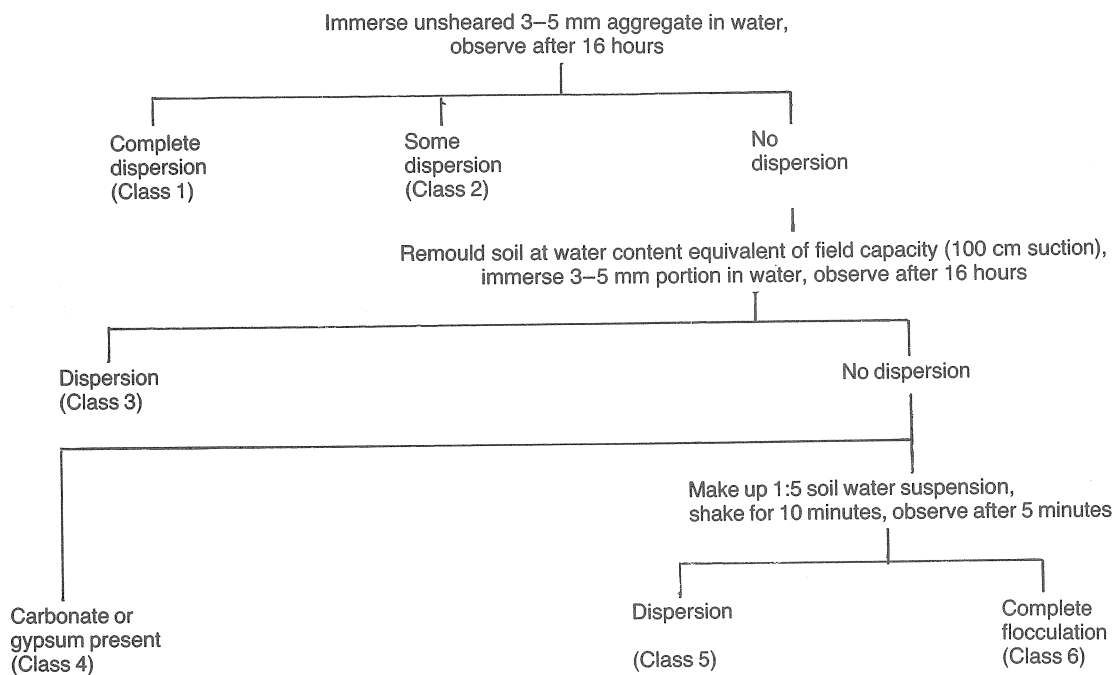 Immerse unsheared 3–5 mm aggregate in water,
observe after 16 hours
Complete
dispersion
(Class 1)
Some
dispersion
(Class 2)
No
dispersion
Remould soil at water content equivalent of field capacity (100 cm suction),
immerse 3–5 mm portion in water, observe after 16 hours
Dispersion
(Class 3)
No dispersion
Make up 1:5 soil water suspension,
shake for 10 minutes, observe after 5 minutes
Carbonate or
gypsum present
(Class 4)
Dispersion
(Class 5)
Complete
flocculation
(Class 6)